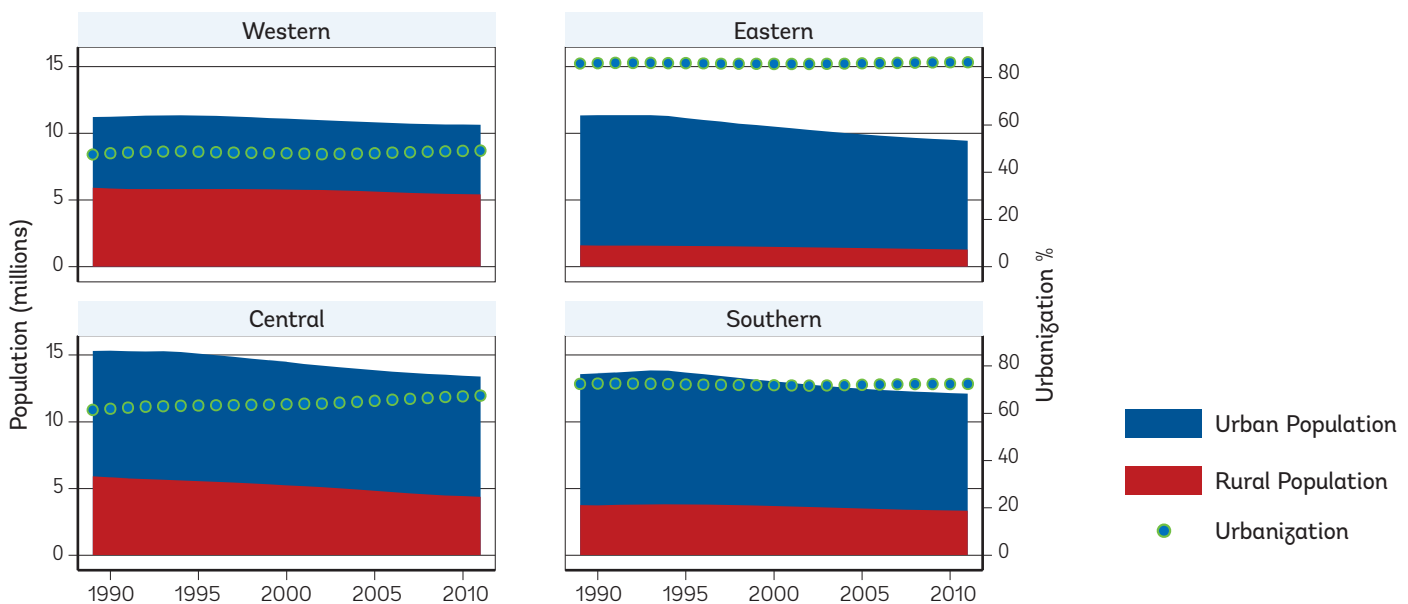 Western
Eastern
15
10
5
0
80
60
40
20
0
Population (millions)
Urbanization %
Central
Southern
15
10
5
0
80
60
40
20
0
1990 1995 2000 2005 2010
1990 1995 2000 2005 2010
Urban Population
Rural Population
Urbanization